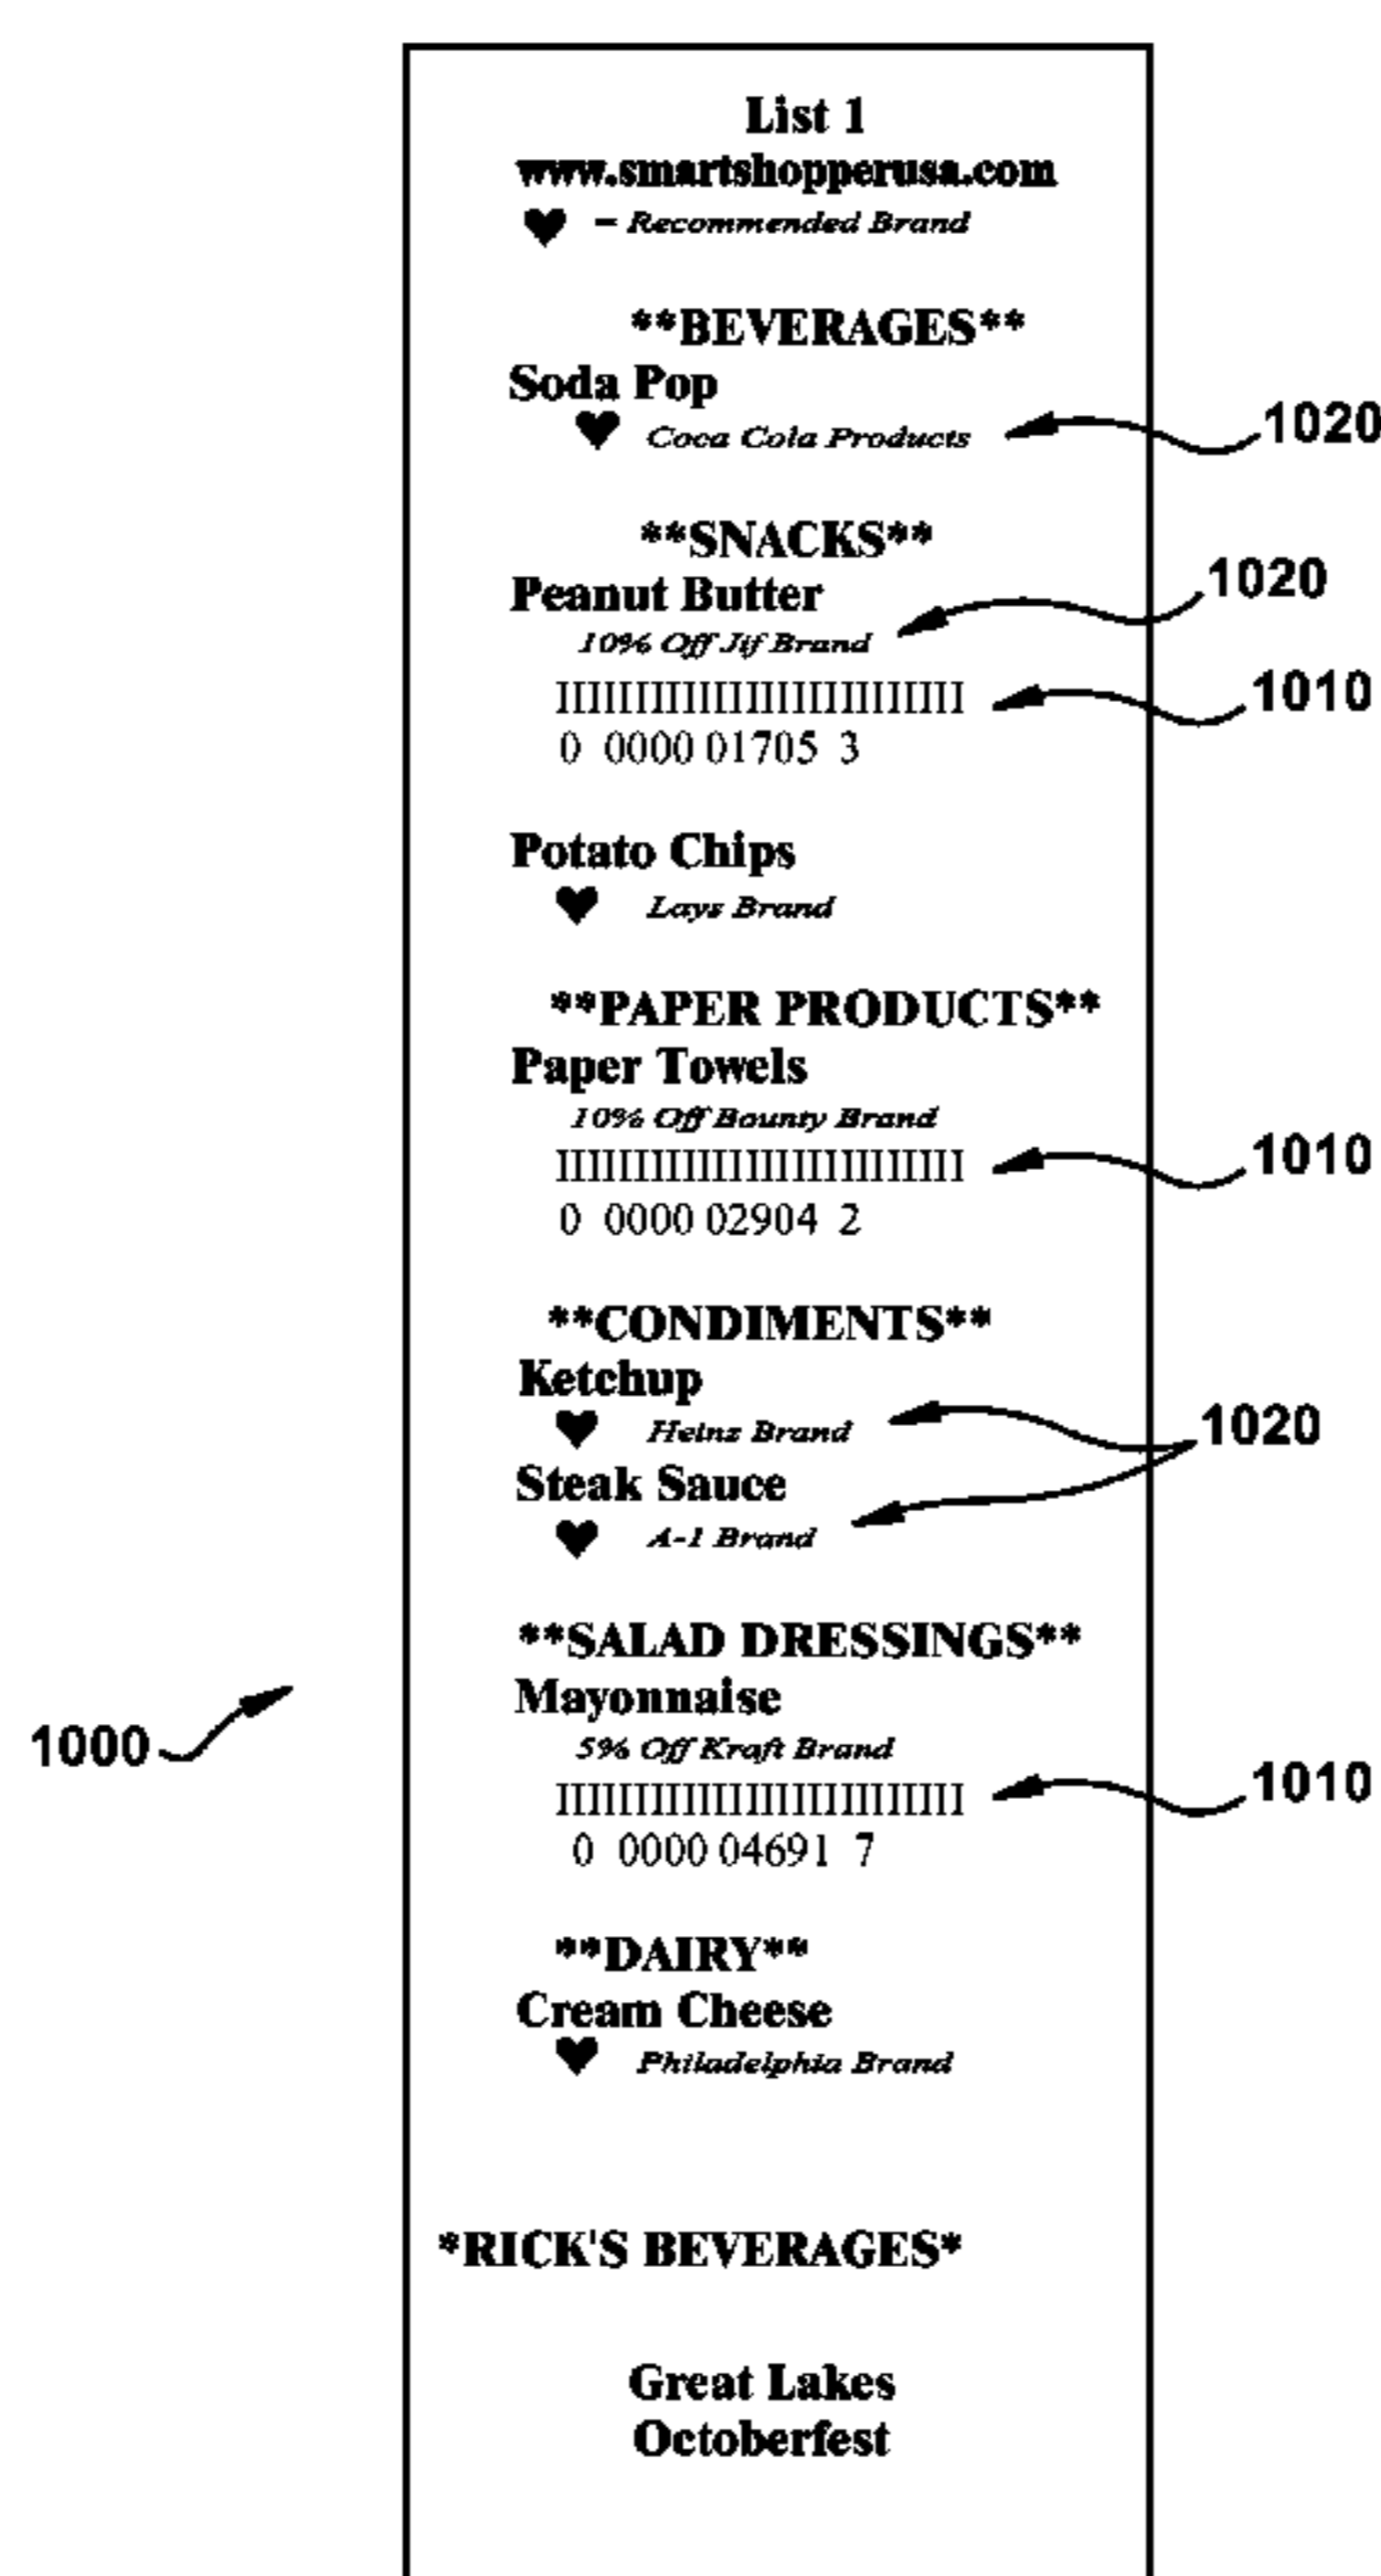 List 1
www.smartshopperusa.com
♥ = Recommended Brand
**BEVERAGES**
Soda Pop
♥ Coca Cola Products
1020
**SNACKS**
Peanut Butter
1020
10% Off Jif Brand
IIIIIIIIIIIIIIIIIIIIIIIIII
1010
0 0000 01705 3
Potato Chips
♥ Lays Brand
**PAPER PRODUCTS**
Paper Towels
10% Off Bounty Brand
IIIIIIIIIIIIIIIIIIIIIIIIII
1010
0 0000 02904 2
**CONDIMENTS**
Ketchup
♥ Heinz Brand
1020
Steak Sauce
♥ A-1 Brand
**SALAD DRESSINGS**
Mayonnaise
1000
5% Off Kraft Brand
IIIIIIIIIIIIIIIIIIIIIIIIII
1010
0 0000 04691 7
**DAIRY**
Cream Cheese
♥ Philadelphia Brand
*RICK'S BEVERAGES*
Great Lakes
Octoberfest